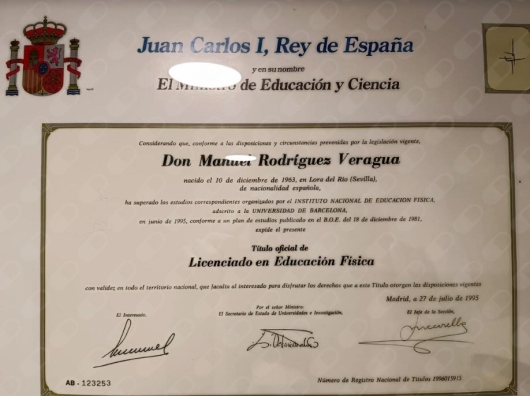 Juan Carlos I, Rey de España
y en su nombre
El Ministro de Educación y Ciencia
Considerando que, conforme a las disposiciones y circunstancias prevenidas por la legislación vigente,
Don Manuel Rodríguez Veragua
nacido el 10 de diciembre de 1963, en Lora del Río (Sevilla),
de nacionalidad española,
ha superado los estudios correspondientes organizados por el INSTITUTO NACIONAL DE EDUCACION FISICA,
adscrito a la UNIVERSIDAD DE BARCELONA,
en junio de 1995, conforme a un plan de estudios publicado en el B.O.E. del 18 de diciembre de 1981,
expide el presente
Título oficial de
Licenciado en Educación Física
con validez en todo el territorio nacional, que faculta al interesado para disfrutar los derechos que a este Título otorgan las disposiciones vigentes
Madrid, a 27 de julio de 1995
El Interesado,
Por el señor Ministro:
El Secretario de Estado de Universidades e Investigación,
El Jefe de la Sección,
AB - 123253
Número de Registro Nacional de Títulos 1996015913